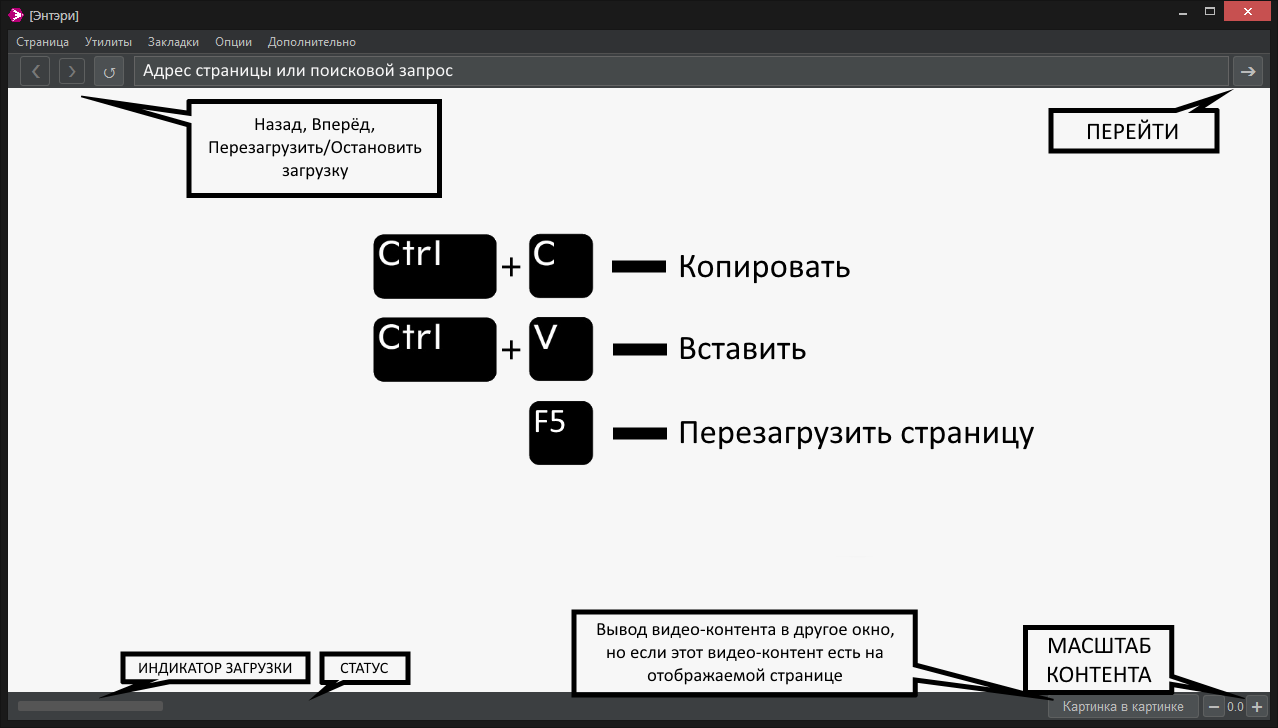 [Энтэри]
Страница Утилиты Закладки Опции Дополнительно
Адрес страницы или поисковой запрос
Назад, Вперёд,
Перезагрузить/Остановить
загрузку
ПЕРЕЙТИ
Ctrl + C — Копировать
Ctrl + V — Вставить
F5 — Перезагрузить страницу
Вывод видео-контента в другое окно,
но если этот видео-контент есть на
отображаемой странице
МАСШТАБ
КОНТЕНТА
ИНДИКАТОР ЗАГРУЗКИ
СТАТУС
Картинка в картинке
0.0